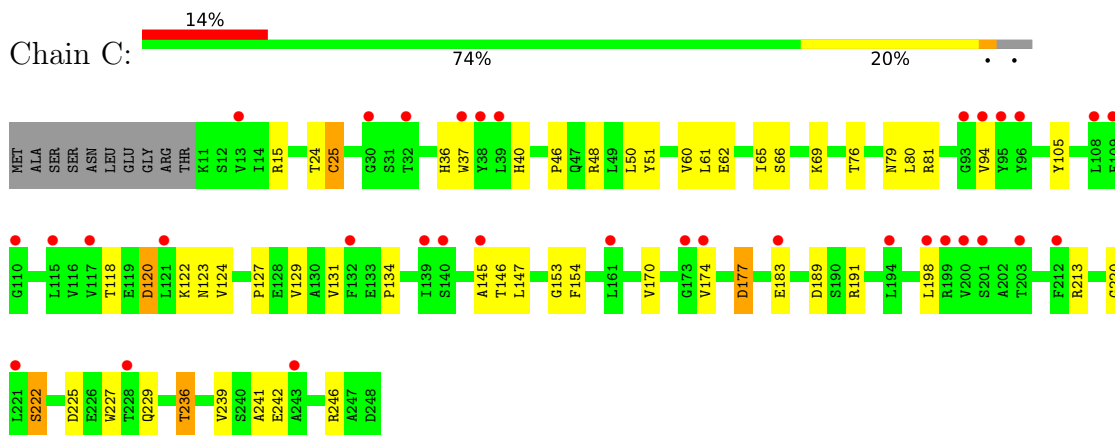 14%
Chain C:
74% 20% • •
MET ALA SER SER ASN LEU GLU GLY ARG THR K11 S12 V13 I14 R15 T24 C25 G30 S31 T32 H36 W37 Y38 L39 H40 P46 Q47 R48 L49 L50 Y51 V60 L61 E62 I65 S66 K69 T76 N79 L80 R81 G93 V94 Y95 Y96 Y105 L108
G110 L115 V116 V117 T118 E119 D120 L121 K122 N123 V124 P127 E128 V129 A130 V131 F132 E133 P134 I139 S140 A145 T146 L147 G153 F154 L161 V170 G173 V174 D177 E183 D189 S190 R191 L194 L198 R199 V200 S201 A202 T203 F212 R213
L221 S222 D225 E226 W227 T228 Q229 T236 V239 S240 A241 E242 A243 R246 A247 D248